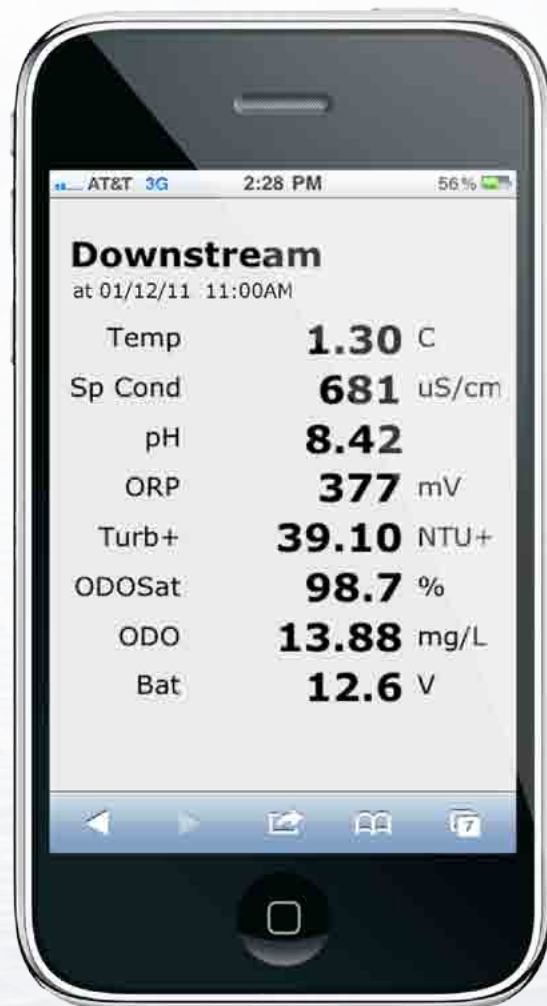 AT&T 3G 2:28 PM 56%
Downstream
at 01/12/11 11:00AM
Temp 1.30 C
Sp Cond 681 uS/cm
pH 8.42
ORP 377 mV
Turb+ 39.10 NTU+
ODOSat 98.7 %
ODO 13.88 mg/L
Bat 12.6 V
7